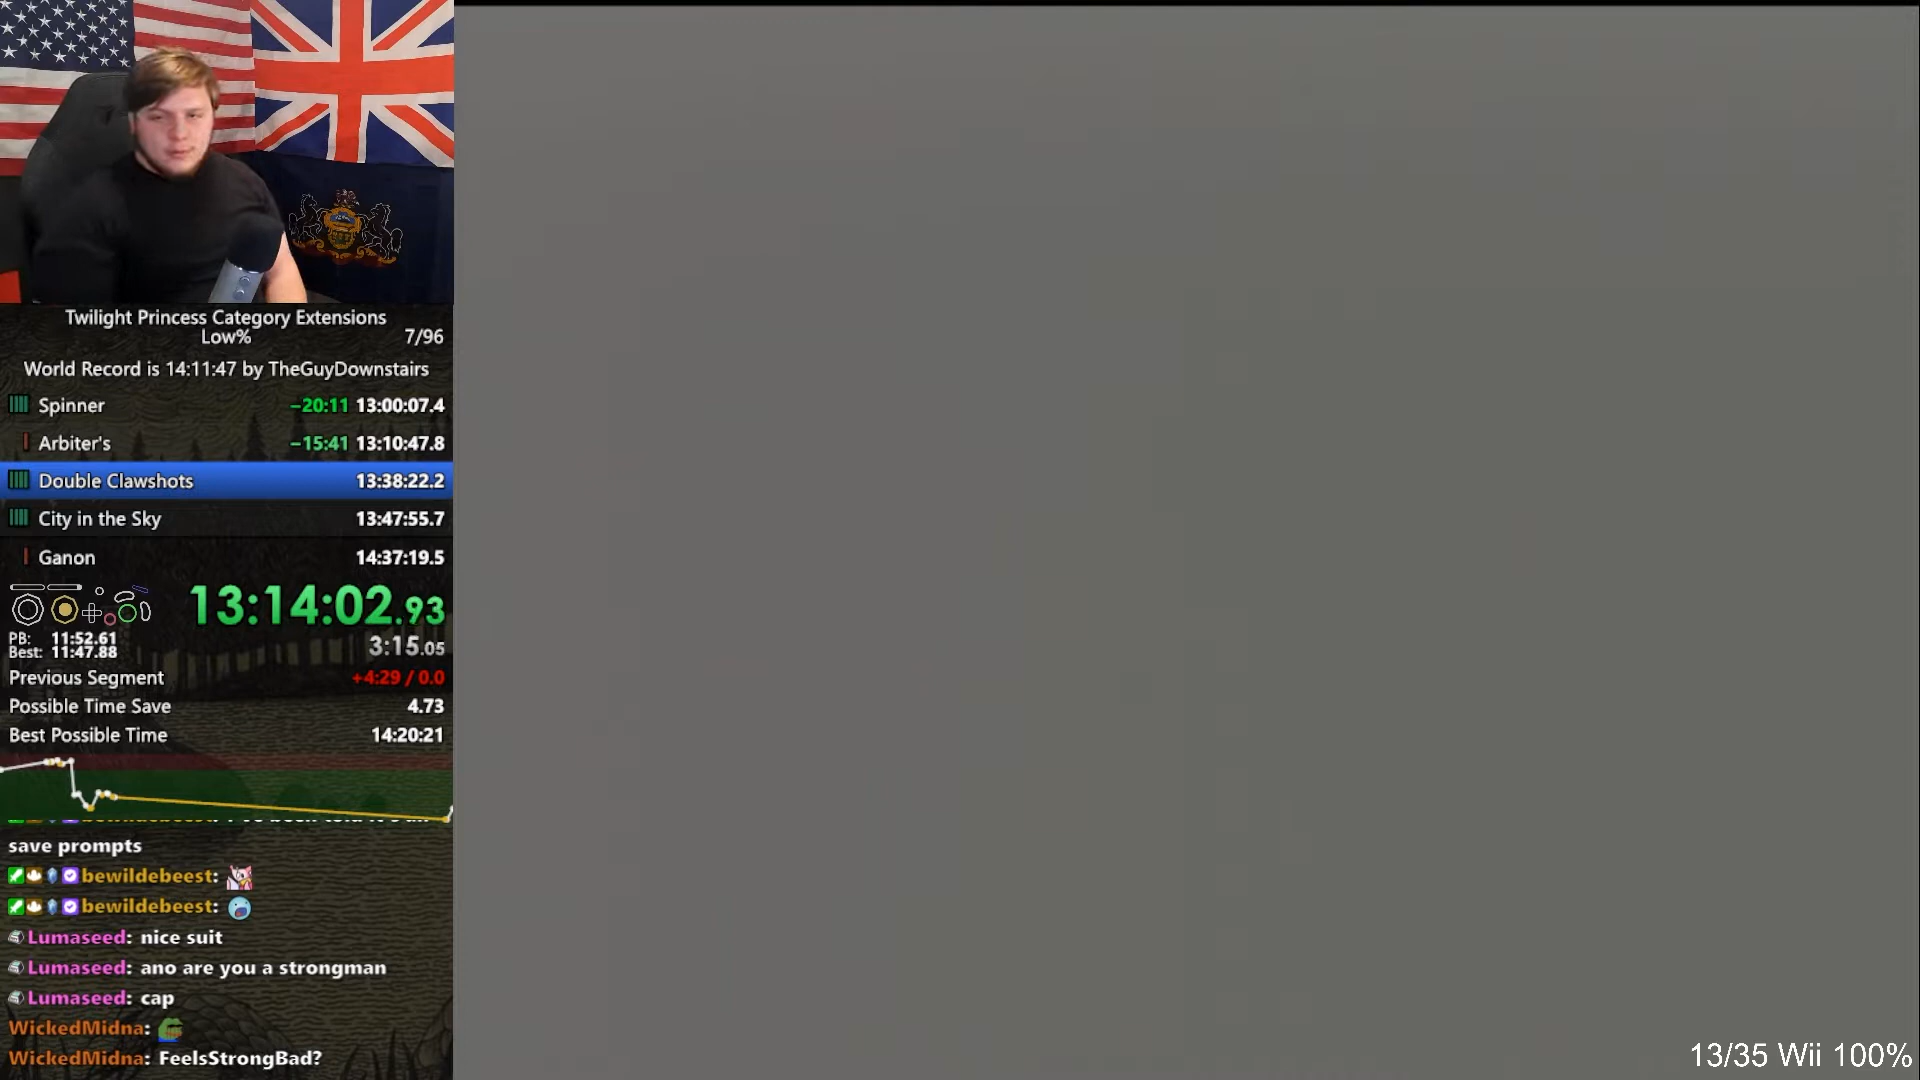 Twilight Princess Category Extensions
Low% 7/96
World Record is 14:11:47 by TheGuyDownstairs
Spinner −20:11 13:00:07.4
Arbiter's −15:41 13:10:47.8
Double Clawshots 13:38:22.2
City in the Sky 13:47:55.7
Ganon 14:37:19.5
13:14:02.93
PB: 11:52.61
Best: 11:47.88
3:15.05
Previous Segment +4:29 / 0.0
Possible Time Save 4.73
Best Possible Time 14:20:21
save prompts
bewildebeest:
bewildebeest:
Lumaseed: nice suit
Lumaseed: ano are you a strongman
Lumaseed: cap
WickedMidna:
WickedMidna: FeelsStrongBad?
13/35 Wii 100%